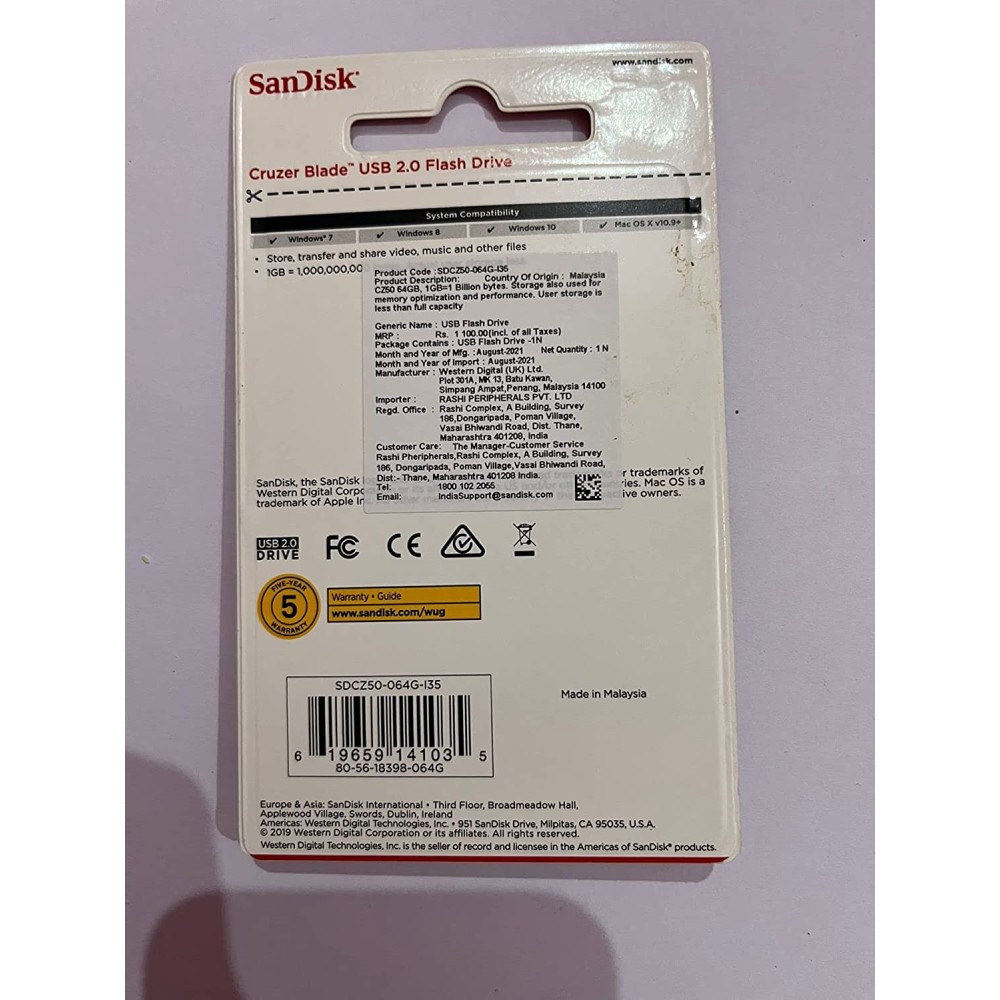 SanDisk®
www.sandisk.com
Cruzer Blade™ USB 2.0 Flash Drive
System Compatibility
✓ Windows® 7 ✓ Windows 8 ✓ Windows 10 ✓ Mac OS X v10.9+
• Store, transfer and share video, music and other files
• 1GB = 1,000,000,00
Product Code : SDCZ50-064G-I35
Product Description: Country Of Origin : Malaysia
CZ50 64GB, 1GB=1 Billion bytes. Storage also used for
memory optimization and performance. User storage is
less than full capacity
Generic Name : USB Flash Drive
MRP : Rs. 1 100.00(incl. of all Taxes)
Package Contains : USB Flash Drive -1N
Month and Year of Mfg. : August-2021 Net Quantity : 1 N
Month and Year of Import : August-2021
Manufacturer : Western Digital (UK) Ltd.
Plot 301A, MK 13, Batu Kawan,
Simpang Ampat,Penang, Malaysia 14100
Importer : RASHI PERIPHERALS PVT. LTD
Regd. Office : Rashi Complex, A Building, Survey
186,Dongaripada, Poman Village,
Vasai Bhiwandi Road, Dist. Thane,
Maharashtra 401208, India
Customer Care: The Manager-Customer Service
Rashi Pheripherals,Rashi Complex, A Building, Survey
186, Dongaripada, Poman Village,Vasai Bhiwandi Road,
Dist:- Thane, Maharashtra 401208 India.
Tel: 1800 102 2055
Email: IndiaSupport@sandisk.com
SanDisk, the SanDisk r trademarks of
Western Digital Corpo ries. Mac OS is a
trademark of Apple In ive owners.
USB 2.0
DRIVE
FC CE
FIVE-YEAR
5
WARRANTY
Warranty • Guide
www.sandisk.com/wug
SDCZ50-064G-I35
6 19659 14103 5
80-56-18398-064G
Made in Malaysia
Europe & Asia: SanDisk International • Third Floor, Broadmeadow Hall,
Applewood Village, Swords, Dublin, Ireland
Americas: Western Digital Technologies, Inc. • 951 SanDisk Drive, Milpitas, CA 95035, U.S.A.
© 2019 Western Digital Corporation or its affiliates. All rights reserved.
Western Digital Technologies, Inc. is the seller of record and licensee in the Americas of SanDisk® products.